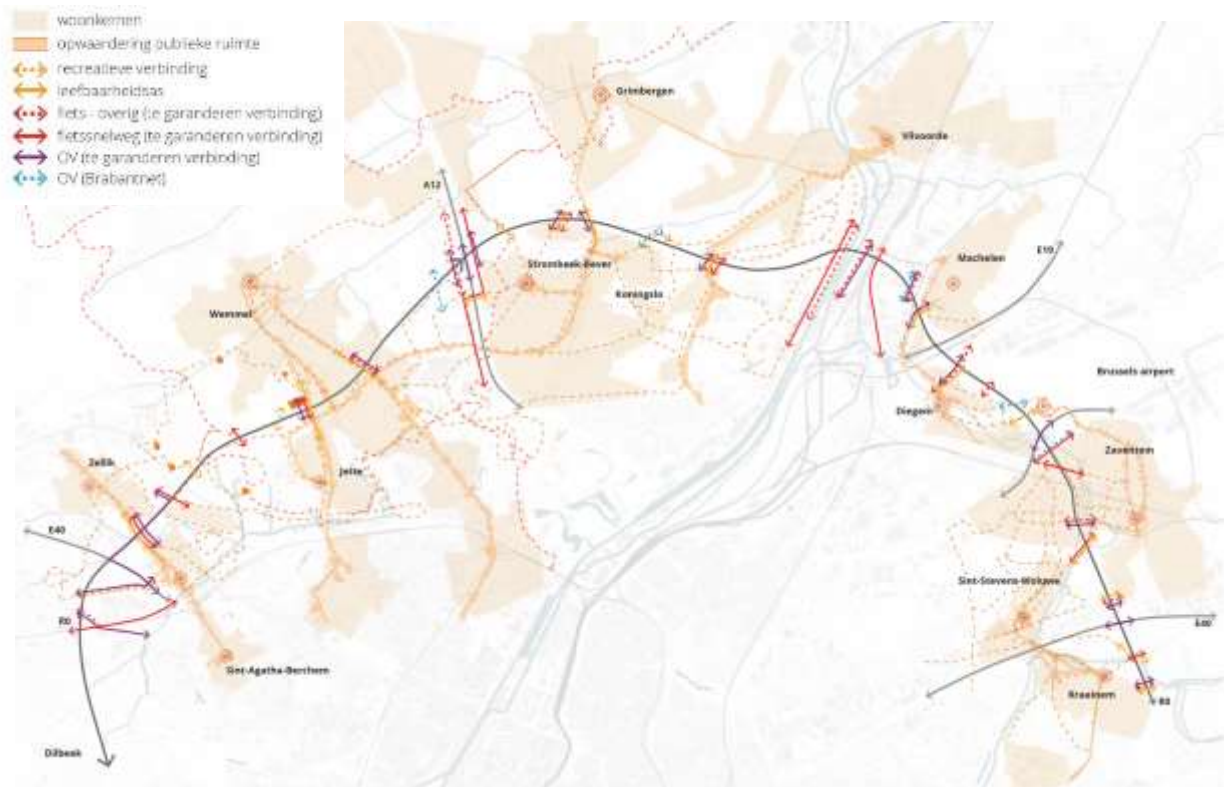 woonkernen
opwaardering publieke ruimte
recreatieve verbinding
leefbaarheidsas
fiets - overig (te garanderen verbinding)
fietssnelweg (te garanderen verbinding)
OV (te garanderen verbinding)
OV (Brabantnet)
Grimbergen
Vilvoorde
A12
E19
Machelen
Strombeek-Bever
Koningslo
Wemmel
Brussels airport
Diegem
Zaventem
Jette
Zellik
E40
Sint-Stevens-Woluwe
R0
E40
Sint-Agatha-Berchem
Kraainem
R0
Dilbeek